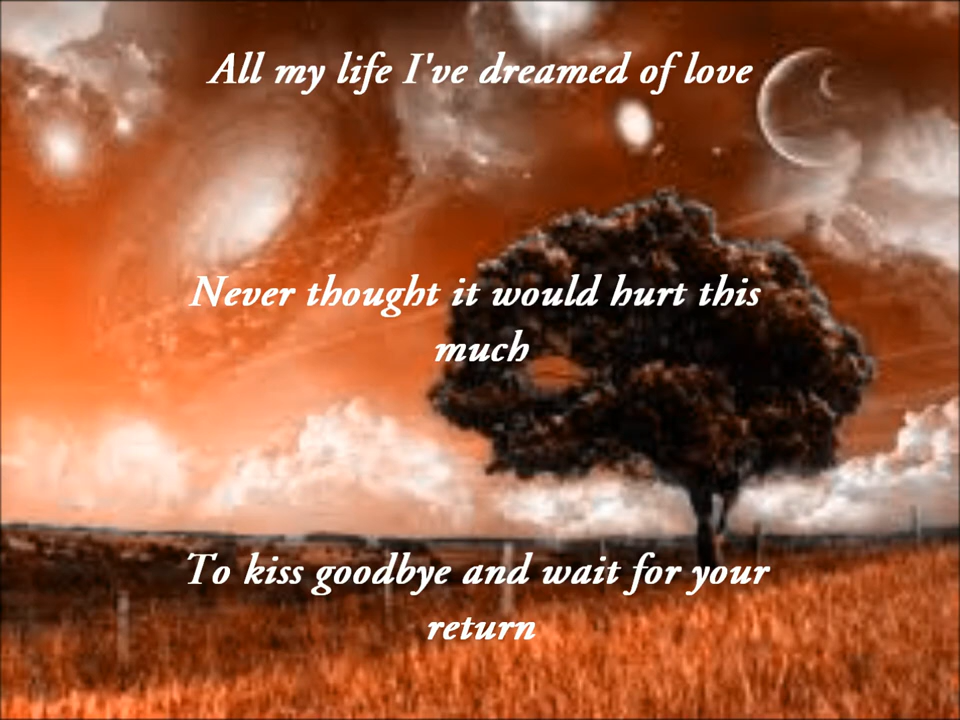 All my life I've dreamed of love
Never thought it would hurt this
much
To kiss goodbye and wait for your
return